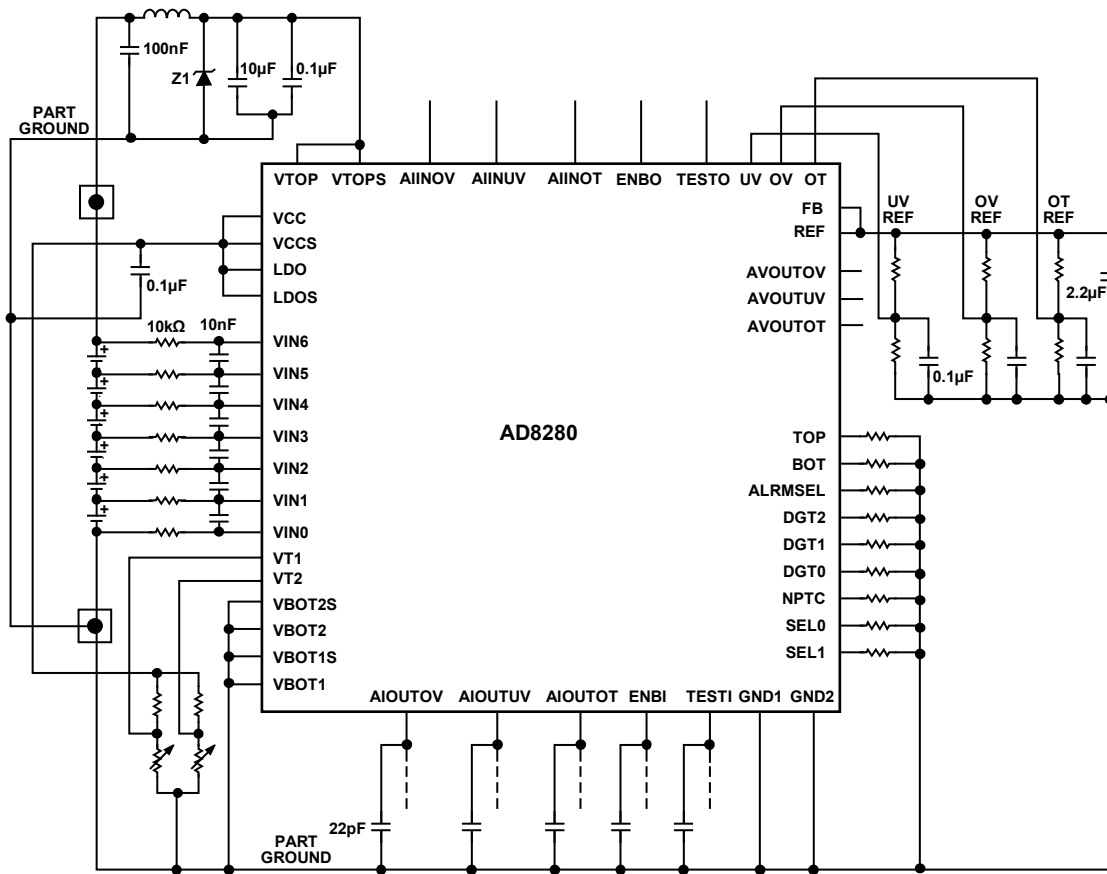 100nF
Z1
10µF
0.1µF
PART
GROUND
VTOP
VTOPS
AIINOV
AIINUV
AIINOT
ENBO
TESTO
UV
OV
OT
VCC
VCCS
LDO
LDOS
0.1µF
10kΩ
10nF
VIN6
+
VIN5
+
VIN4
+
VIN3
+
VIN2
+
VIN1
+
VIN0
VT1
VT2
VBOT2S
VBOT2
VBOT1S
VBOT1
AD8280
FB
REF
UV
REF
OV
REF
OT
REF
AVOUTOV
AVOUTUV
AVOUTOT
2.2µF
0.1µF
TOP
BOT
ALRMSEL
DGT2
DGT1
DGT0
NPTC
SEL0
SEL1
AIOUTOV
AIOUTUV
AIOUTOT
ENBI
TESTI
GND1
GND2
22pF
PART
GROUND